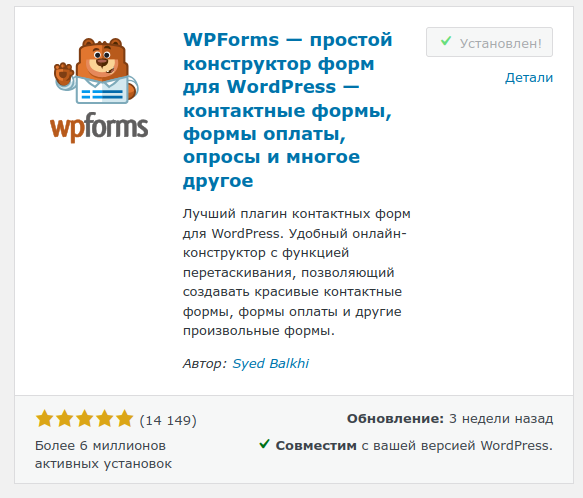 WPForms — простой
конструктор форм
для WordPress —
контактные формы,
формы оплаты,
опросы и многое
другое
Установлен!
Детали
wpforms
Лучший плагин контактных форм
для WordPress. Удобный онлайн-
конструктор с функцией
перетаскивания, позволяющий
создавать красивые контактные
формы, формы оплаты и другие
произвольные формы.
Автор: Syed Balkhi
(14 149)
Более 6 миллионов
активных установок
Обновление: 3 недели назад
Совместим с вашей версией WordPress.